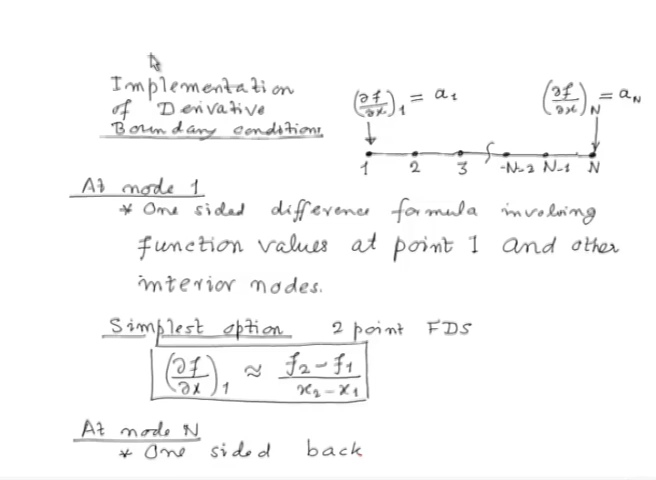 Implementation
of Derivative
Boundary conditions
(∂f/∂x)₁ = a₁
(∂f/∂x)N = aN
1 2 3 N-2 N-1 N
At node 1
* One sided difference formula involving
function values at point 1 and other
interior nodes.
Simplest option 2 point FDS
(∂f/∂x)₁ ≈ (f₂ - f₁)/(x₂ - x₁)
At node N
* One sided back